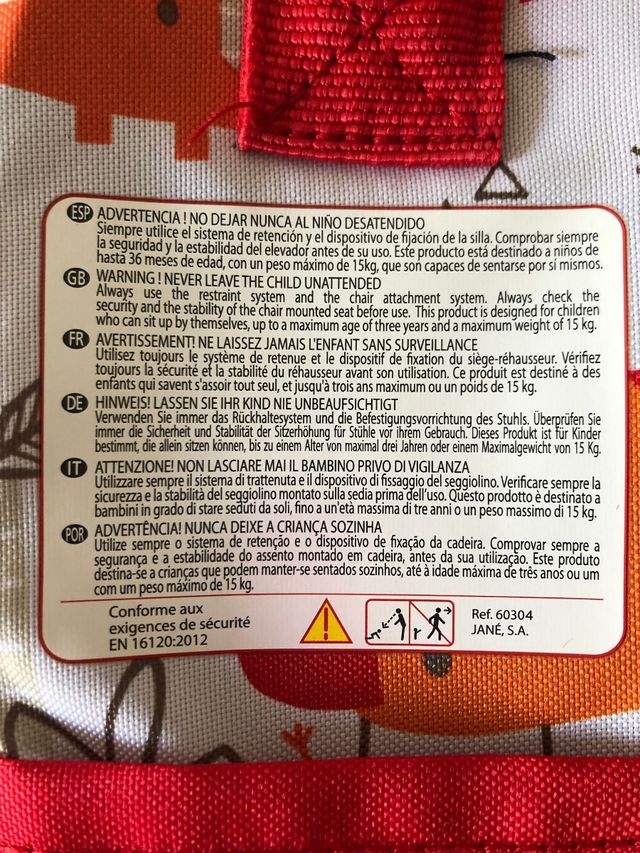 ESP ADVERTENCIA ! NO DEJAR NUNCA AL NIÑO DESATENDIDO
Siempre utilice el sistema de retención y el dispositivo de fijación de la silla. Comprobar siempre
la seguridad y la estabilidad del elevador antes de su uso. Este producto está destinado a niños de
hasta 36 meses de edad, con un peso máximo de 15kg, que son capaces de sentarse por sí mismos.
GB WARNING ! NEVER LEAVE THE CHILD UNATTENDED
Always use the restraint system and the chair attachment system. Always check the
security and the stability of the chair mounted seat before use. This product is designed for children
who can sit up by themselves, up to a maximum age of three years and a maximum weight of 15 kg.
FR AVERTISSEMENT! NE LAISSEZ JAMAIS L'ENFANT SANS SURVEILLANCE
Utilisez toujours le système de retenue et le dispositif de fixation du siège-réhausseur. Vérifiez
toujours la sécurité et la stabilité du réhausseur avant son utilisation. Ce produit est destiné à des
enfants qui savent s'assoir tout seul, et jusqu'à trois ans maximum ou un poids de 15 kg.
DE HINWEIS! LASSEN SIE IHR KIND NIE UNBEAUFSICHTIGT
Verwenden Sie immer das Rückhaltesystem und die Befestigungsvorrichtung des Stuhls. Überprüfen Sie
immer die Sicherheit und Stabilität der Sitzerhöhung für Stühle vor ihrem Gebrauch. Dieses Produkt ist für Kinder
bestimmt, die allein sitzen können, bis zu einem Alter von maximal drei Jahren oder einem Maximalgewicht von 15 Kg.
IT ATTENZIONE! NON LASCIARE MAI IL BAMBINO PRIVO DI VIGILANZA
Utilizzare sempre il sistema di trattenuta e il dispositivo di fissaggio del seggiolino. Verificare sempre la
sicurezza e la stabilità del seggiolino montato sulla sedia prima dell'uso. Questo prodotto è destinato a
bambini in grado di stare seduti da soli, fino a un'età massima di tre anni o un peso massimo di 15 kg.
POR ADVERTÊNCIA! NUNCA DEIXE A CRIANÇA SOZINHA
Utilize sempre o sistema de retenção e o dispositivo de fixação da cadeira. Comprovar sempre a
segurança e a estabilidade do assento montado em cadeira, antes da sua utilização. Este produto
destina-se a crianças que podem manter-se sentados sozinhos, até à idade máxima de três anos ou um
com um peso máximo de 15 kg.
Conforme aux
exigences de sécurité
EN 16120:2012
Ref. 60304
JANÉ, S.A.